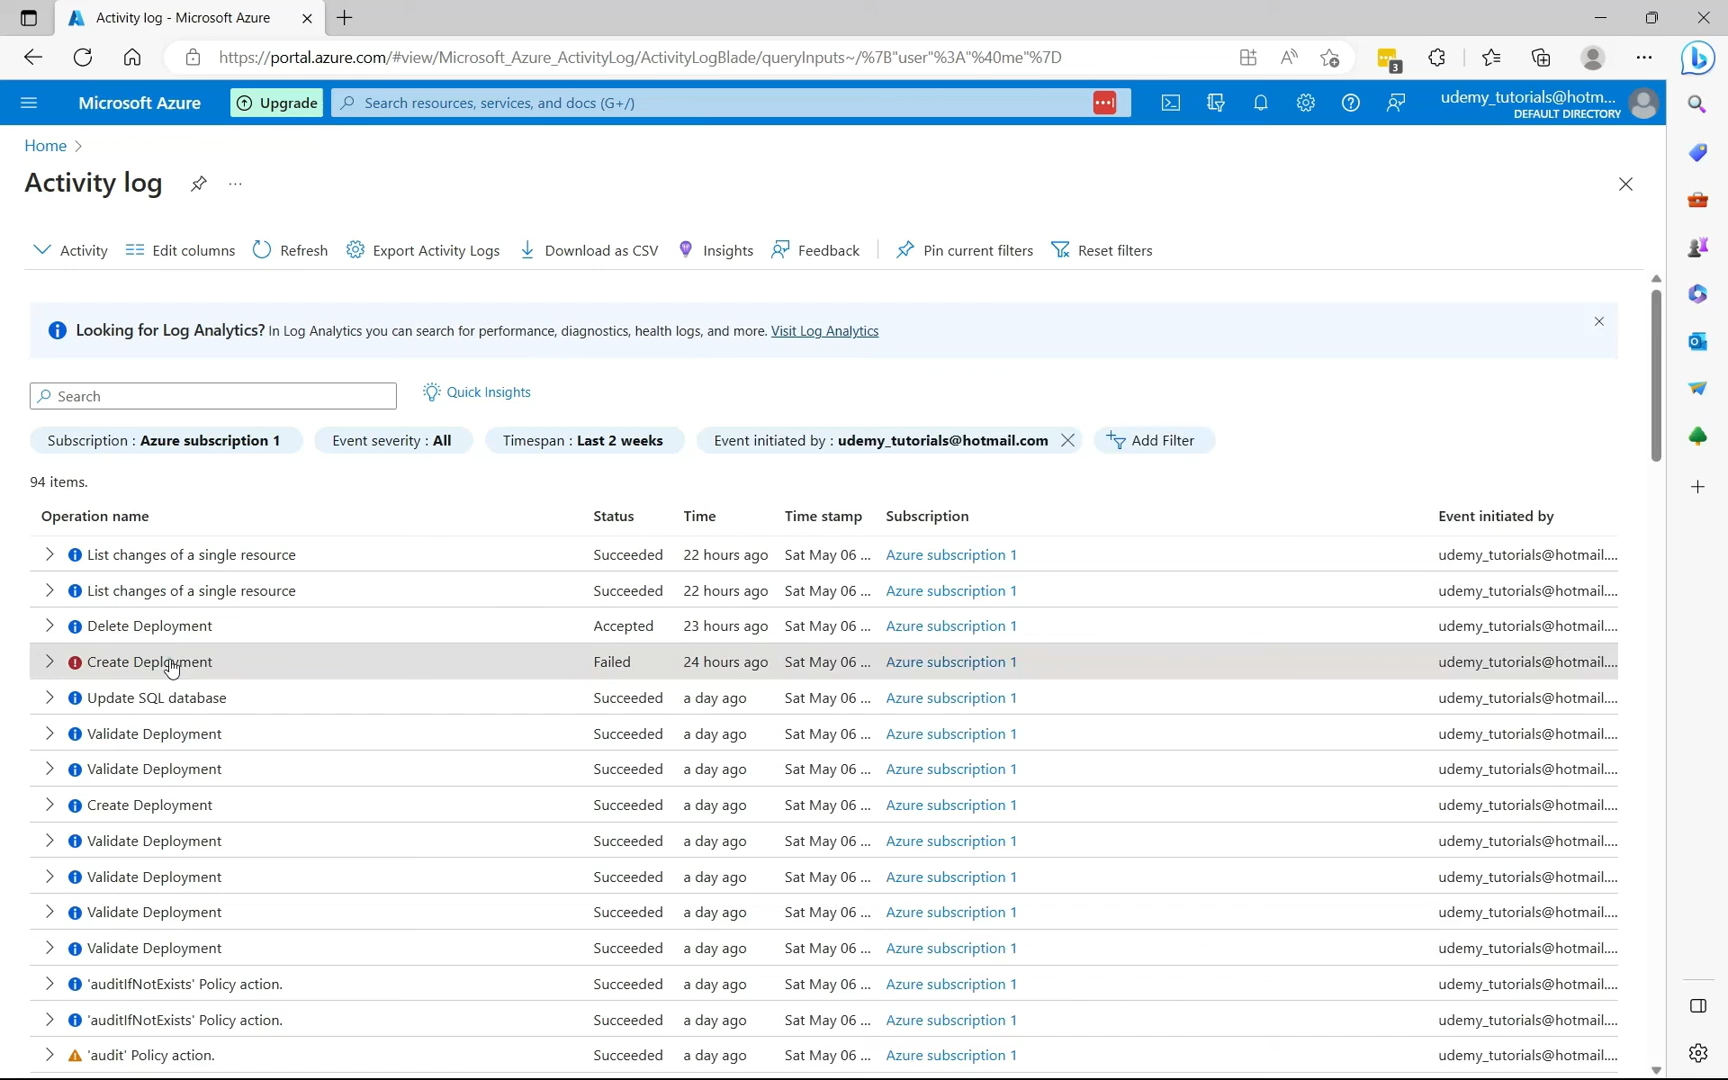 Activity log - Microsoft Azure
https://portal.azure.com/#view/Microsoft_Azure_ActivityLog/ActivityLogBlade/queryInputs~/%7B"user"%3A"%40me"%7D
3
Microsoft Azure
Upgrade
Search resources, services, and docs (G+/)
udemy_tutorials@hotm...
DEFAULT DIRECTORY
Home
Activity log
Activity
Edit columns
Refresh
Export Activity Logs
Download as CSV
Insights
Feedback
Pin current filters
Reset filters
Looking for Log Analytics? In Log Analytics you can search for performance, diagnostics, health logs, and more. Visit Log Analytics
Search
Quick Insights
Subscription : Azure subscription 1
Event severity : All
Timespan : Last 2 weeks
Event initiated by : udemy_tutorials@hotmail.com
Add Filter
94 items.
Operation name Status Time Time stamp Subscription Event initiated by
List changes of a single resource Succeeded 22 hours ago Sat May 06 ... Azure subscription 1 udemy_tutorials@hotmail....
List changes of a single resource Succeeded 22 hours ago Sat May 06 ... Azure subscription 1 udemy_tutorials@hotmail....
Delete Deployment Accepted 23 hours ago Sat May 06 ... Azure subscription 1 udemy_tutorials@hotmail....
Create Deployment Failed 24 hours ago Sat May 06 ... Azure subscription 1 udemy_tutorials@hotmail....
Update SQL database Succeeded a day ago Sat May 06 ... Azure subscription 1 udemy_tutorials@hotmail....
Validate Deployment Succeeded a day ago Sat May 06 ... Azure subscription 1 udemy_tutorials@hotmail....
Validate Deployment Succeeded a day ago Sat May 06 ... Azure subscription 1 udemy_tutorials@hotmail....
Create Deployment Succeeded a day ago Sat May 06 ... Azure subscription 1 udemy_tutorials@hotmail....
Validate Deployment Succeeded a day ago Sat May 06 ... Azure subscription 1 udemy_tutorials@hotmail....
Validate Deployment Succeeded a day ago Sat May 06 ... Azure subscription 1 udemy_tutorials@hotmail....
Validate Deployment Succeeded a day ago Sat May 06 ... Azure subscription 1 udemy_tutorials@hotmail....
Validate Deployment Succeeded a day ago Sat May 06 ... Azure subscription 1 udemy_tutorials@hotmail....
'auditIfNotExists' Policy action. Succeeded a day ago Sat May 06 ... Azure subscription 1 udemy_tutorials@hotmail....
'auditIfNotExists' Policy action. Succeeded a day ago Sat May 06 ... Azure subscription 1 udemy_tutorials@hotmail....
'audit' Policy action. Succeeded a day ago Sat May 06 ... Azure subscription 1 udemy_tutorials@hotmail....